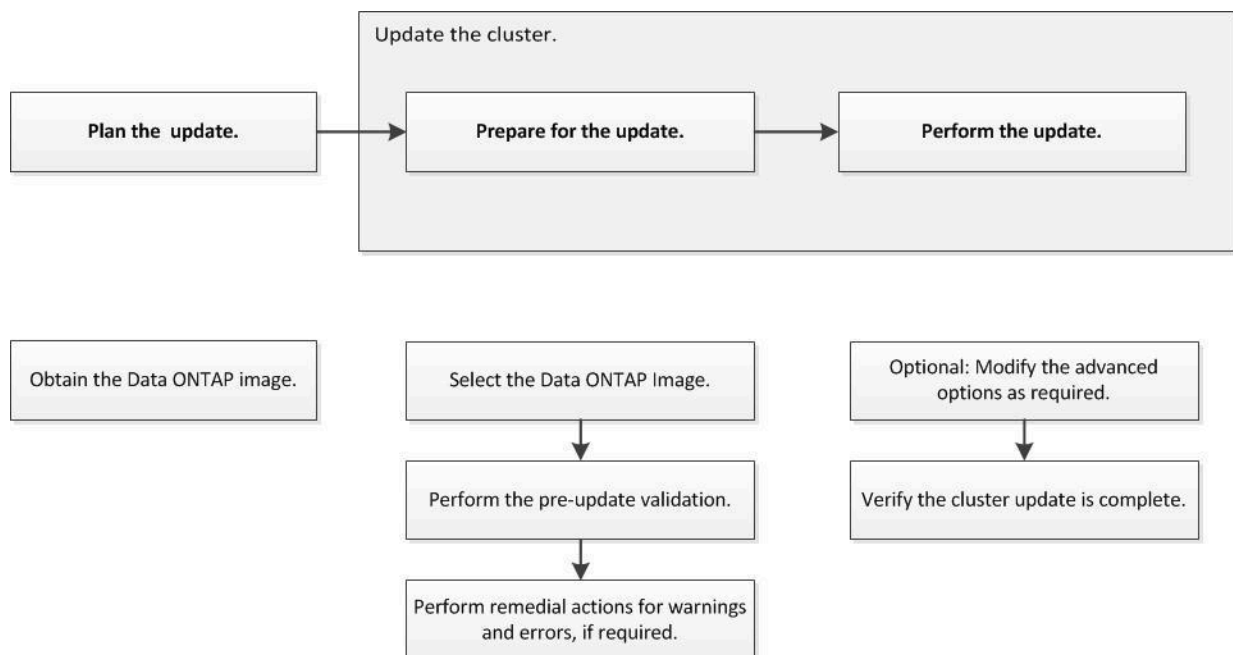 Update the cluster.
Plan the update.
Prepare for the update.
Perform the update.
Obtain the Data ONTAP image.
Select the Data ONTAP Image.
Optional: Modify the advanced
options as required.
Perform the pre-update validation.
Verify the cluster update is complete.
Perform remedial actions for warnings
and errors, if required.